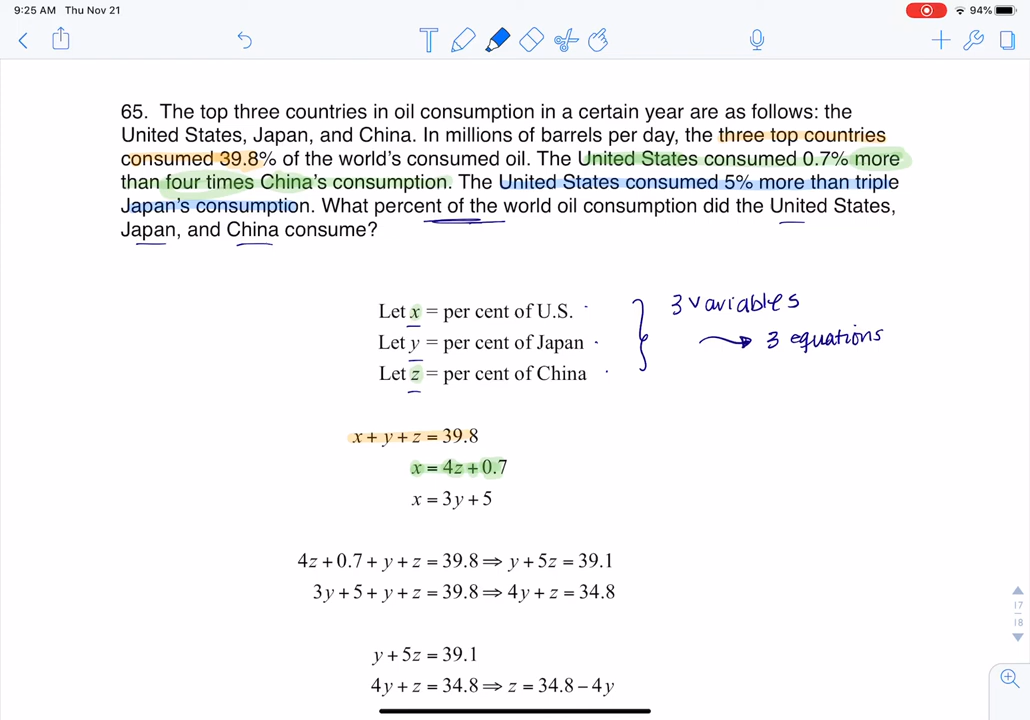 9:25 AM Thu Nov 21
94%
T
65. The top three countries in oil consumption in a certain year are as follows: the
United States, Japan, and China. In millions of barrels per day, the three top countries
consumed 39.8% of the world's consumed oil. The United States consumed 0.7% more
than four times China's consumption. The United States consumed 5% more than triple
Japan's consumption. What percent of the world oil consumption did the United States,
Japan, and China consume?
Let x = per cent of U.S.
Let y = per cent of Japan
Let z = per cent of China
3 variables
→ 3 equations
x + y + z = 39.8
x = 4z + 0.7
x = 3y + 5
4z + 0.7 + y + z = 39.8 ⇒ y + 5z = 39.1
3y + 5 + y + z = 39.8 ⇒ 4y + z = 34.8
y + 5z = 39.1
4y + z = 34.8 ⇒ z = 34.8 − 4y
17
18